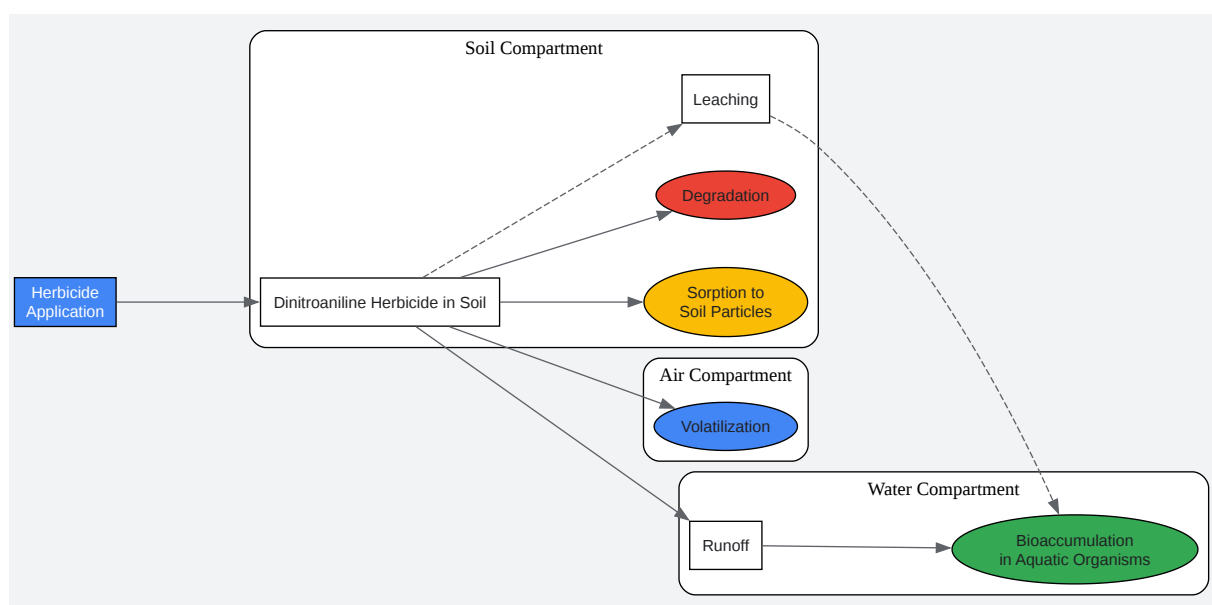 Soil Compartment
Leaching
Degradation
Herbicide
Application
Dinitroaniline Herbicide in Soil
Sorption to
Soil Particles
Air Compartment
Volatilization
Water Compartment
Runoff
Bioaccumulation
in Aquatic Organisms